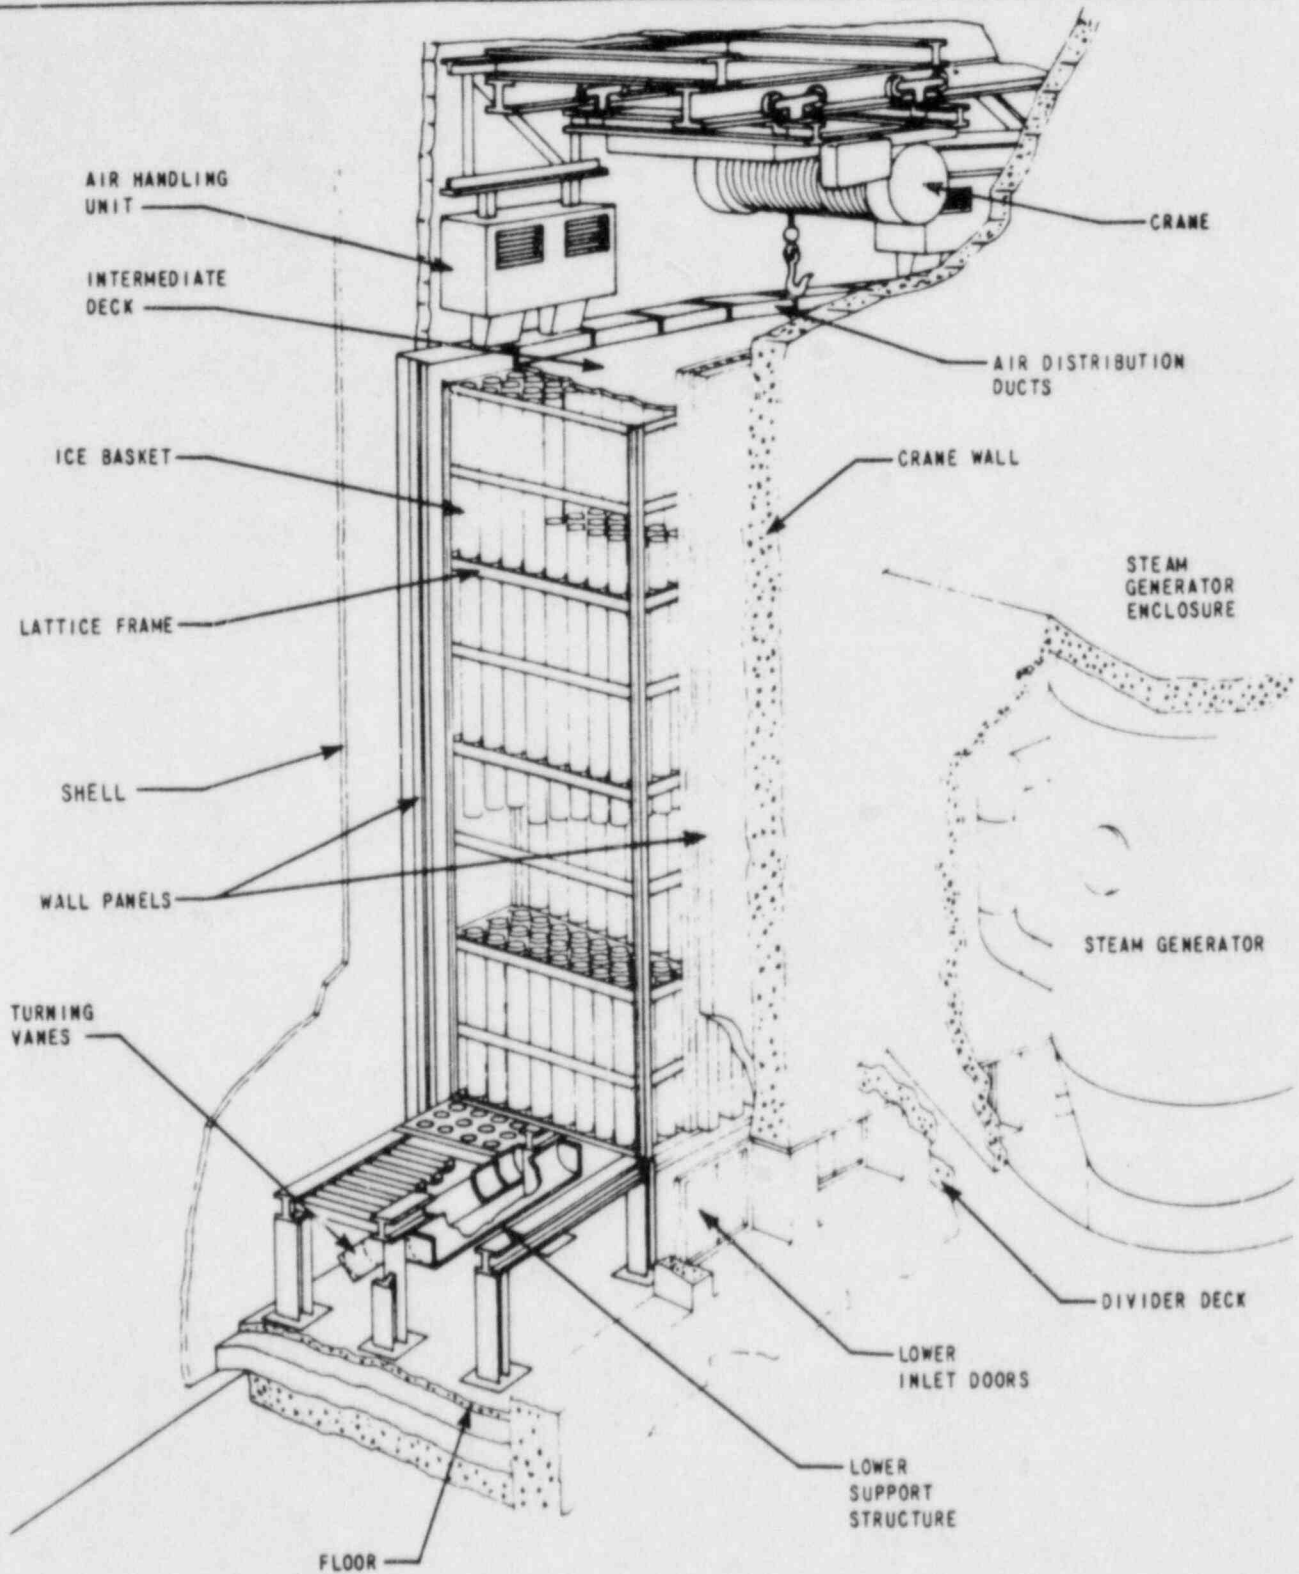 AIR HANDLING
UNIT
CRANE
INTERMEDIATE
DECK
AIR DISTRIBUTION
DUCTS
ICE BASKET
CRANE WALL
STEAM
GENERATOR
ENCLOSURE
LATTICE FRAME
SHELL
WALL PANELS
STEAM GENERATOR
TURNING
VANES
DIVIDER DECK
LOWER
INLET DOORS
LOWER
SUPPORT
STRUCTURE
FLOOR